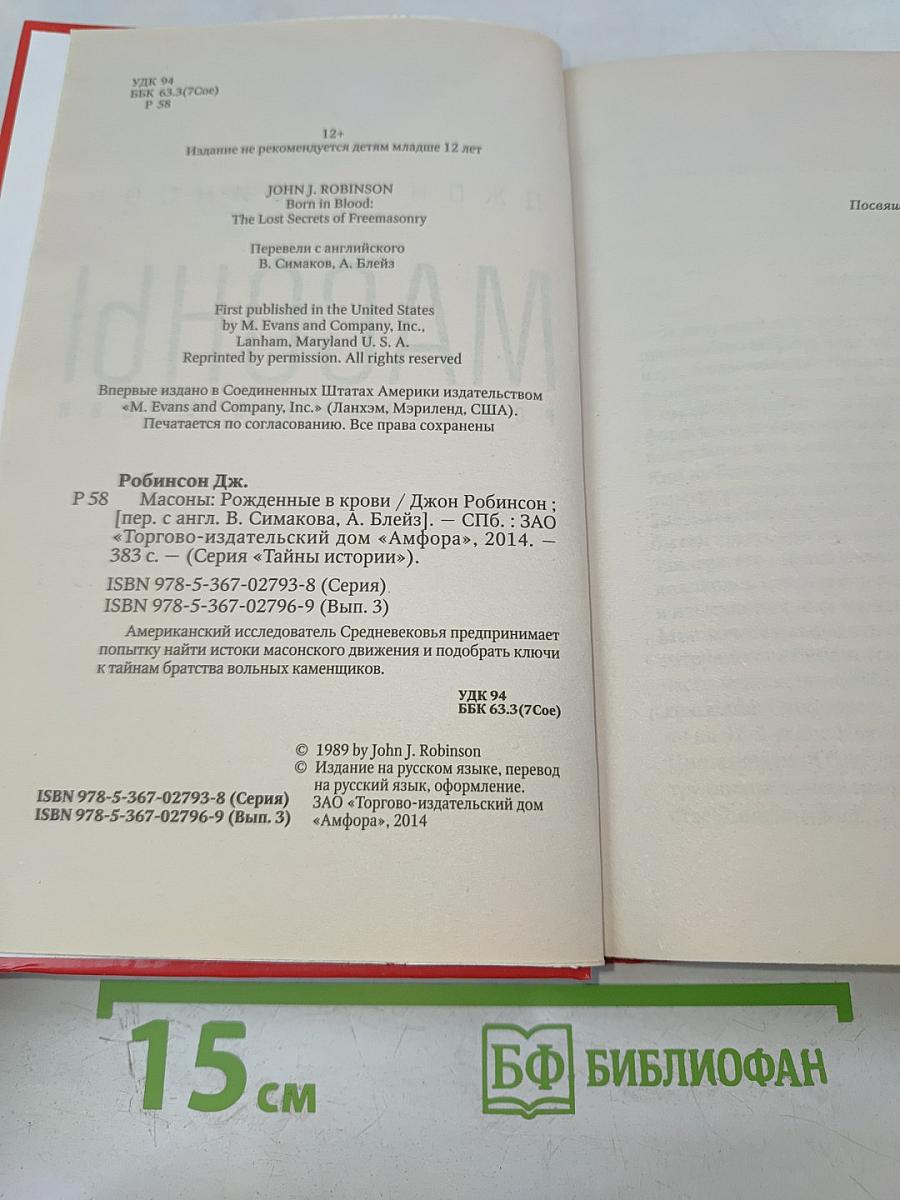 УДК 94
ББК 63.3(7Сое)
Р 58
12+
Издание не рекомендуется детям младше 12 лет
JOHN J. ROBINSON
Born in Blood:
The Lost Secrets of Freemasonry
Перевели с английского
В. Симаков, А. Блейз
First published in the United States
by M. Evans and Company, Inc.,
Lanham, Maryland U. S. A.
Reprinted by permission. All rights reserved
Впервые издано в Соединенных Штатах Америки издательством
«M. Evans and Company, Inc.» (Ланхэм, Мэриленд, США).
Печатается по согласованию. Все права сохранены
Робинсон Дж.
Р 58 Масоны: Рожденные в крови / Джон Робинсон ;
[пер. с англ. В. Симакова, А. Блейз]. — СПб. : ЗАО
«Торгово-издательский дом «Амфора», 2014. —
383 с. — (Серия «Тайны истории»).
ISBN 978-5-367-02793-8 (Серия)
ISBN 978-5-367-02796-9 (Вып. 3)
Американский исследователь Средневековья предпринимает
попытку найти истоки масонского движения и подобрать ключи
к тайнам братства вольных каменщиков.
УДК 94
ББК 63.3(7Сое)
© 1989 by John J. Robinson
© Издание на русском языке, перевод
на русский язык, оформление.
ЗАО «Торгово-издательский дом
«Амфора», 2014
ISBN 978-5-367-02793-8 (Серия)
ISBN 978-5-367-02796-9 (Вып. 3)
Посвящ
15 см
БФ БИБЛИОФАН